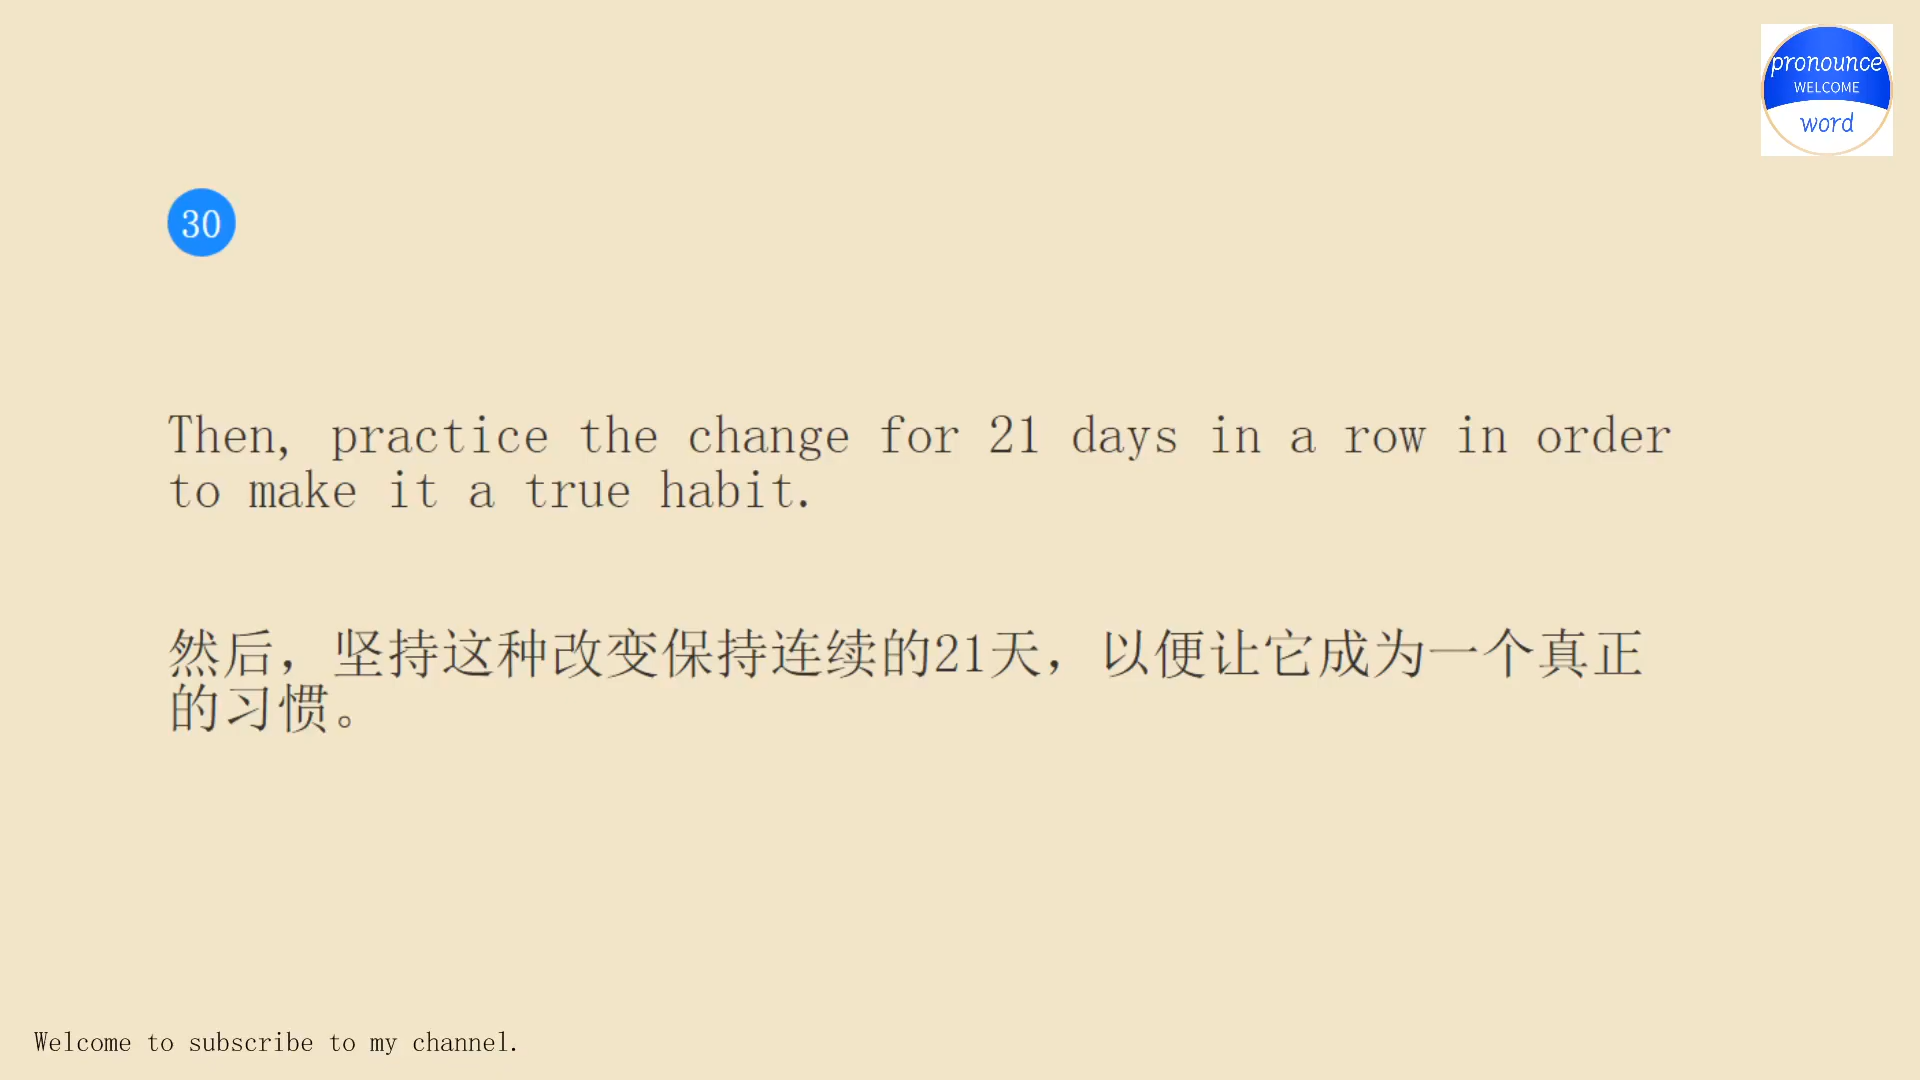 pronounce
WELCOME
word
30
Then, practice the change for 21 days in a row in order
to make it a true habit.
然后，坚持这种改变保持连续的21天，以便让它成为一个真正
的习惯。
Welcome to subscribe to my channel.